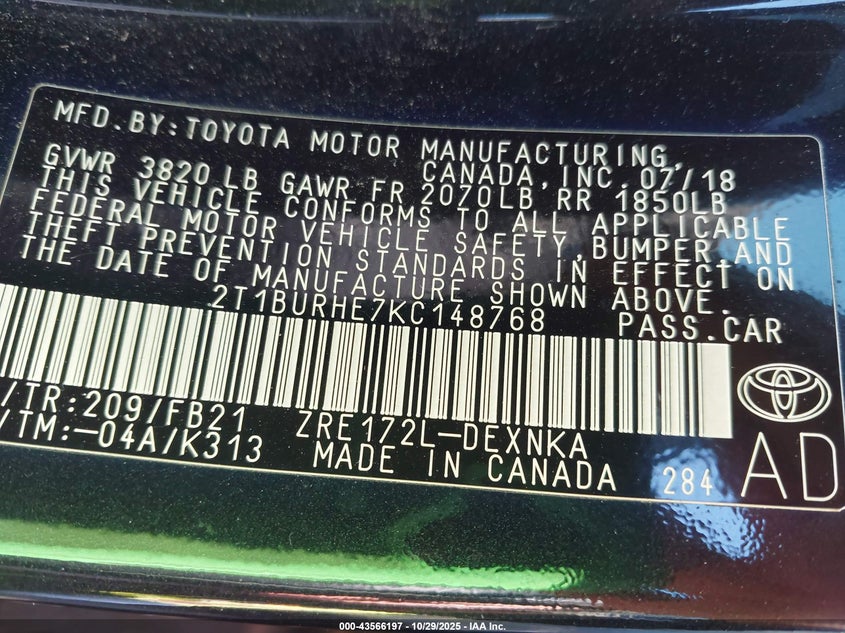 MFD.BY:TOYOTA MOTOR MANUFACTURING,
CANADA,INC.07/18
GVWR 3820 LB GAWR FR 2070LB RR 1850LB
THIS VEHICLE CONFORMS TO ALL APPLICABLE
FEDERAL MOTOR VEHICLE SAFETY,BUMPER,AND
THEFT PREVENTION STANDARDS IN EFFECT ON
THE DATE OF MANUFACTURE SHOWN ABOVE.
2T1BURHE7KC148768 PASS.CAR
/TR:209/FB21 ZRE172L-DEXNKA
/TM:-04A/K313 MADE IN CANADA 284 AD
000-43566197 - 10/29/2025 - IAA Inc.